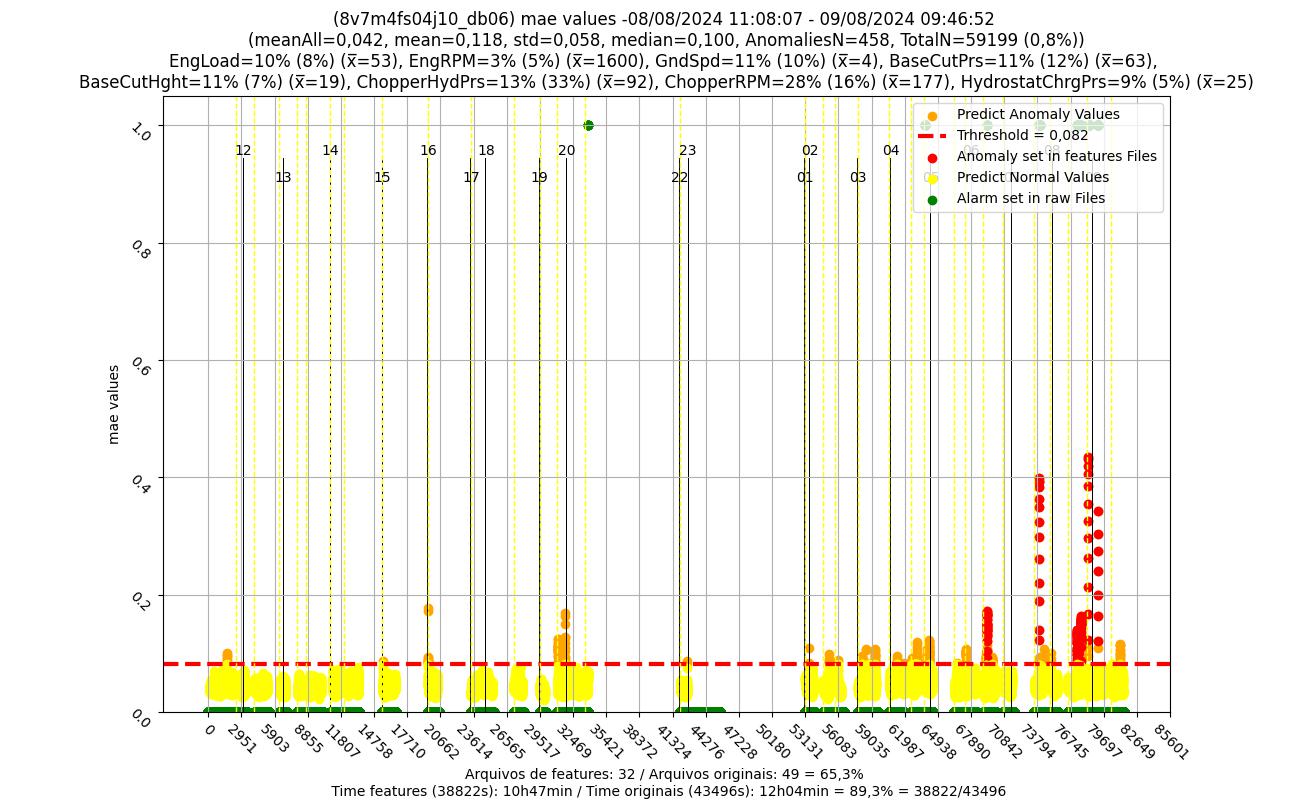 (8v7m4fs04j10_db06) mae values -08/08/2024 11:08:07 - 09/08/2024 09:46:52
(meanAll=0,042, mean=0,118, std=0,058, median=0,100, AnomaliesN=458, TotalN=59199 (0,8%))
EngLoad=10% (8%) (x̅=53), EngRPM=3% (5%) (x̅=1600), GndSpd=11% (10%) (x̅=4), BaseCutPrs=11% (12%) (x̅=63),
BaseCutHght=11% (7%) (x̅=19), ChopperHydPrs=13% (33%) (x̅=92), ChopperRPM=28% (16%) (x̅=177), HydrostatChrgPrs=9% (5%) (x̅=25)
Predict Anomaly Values
Trhreshold = 0,082
Anomaly set in features Files
Predict Normal Values
Alarm set in raw Files
12 14 16 18 20 23 02 04 06 08
13 15 17 19 22 01 03 05
mae values
1.0
0.8
0.6
0.4
0.2
0.0
0 2951 5903 8855 11807 14758 17710 20662 23614 26565 29517 32469 35421 38372 41324 44276 47228 50180 53131 56083 59035 61987 64938 67890 70842 73794 76745 79697 82649 85601
Arquivos de features: 32 / Arquivos originais: 49 = 65,3%
Time features (38822s): 10h47min / Time originais (43496s): 12h04min = 89,3% = 38822/43496